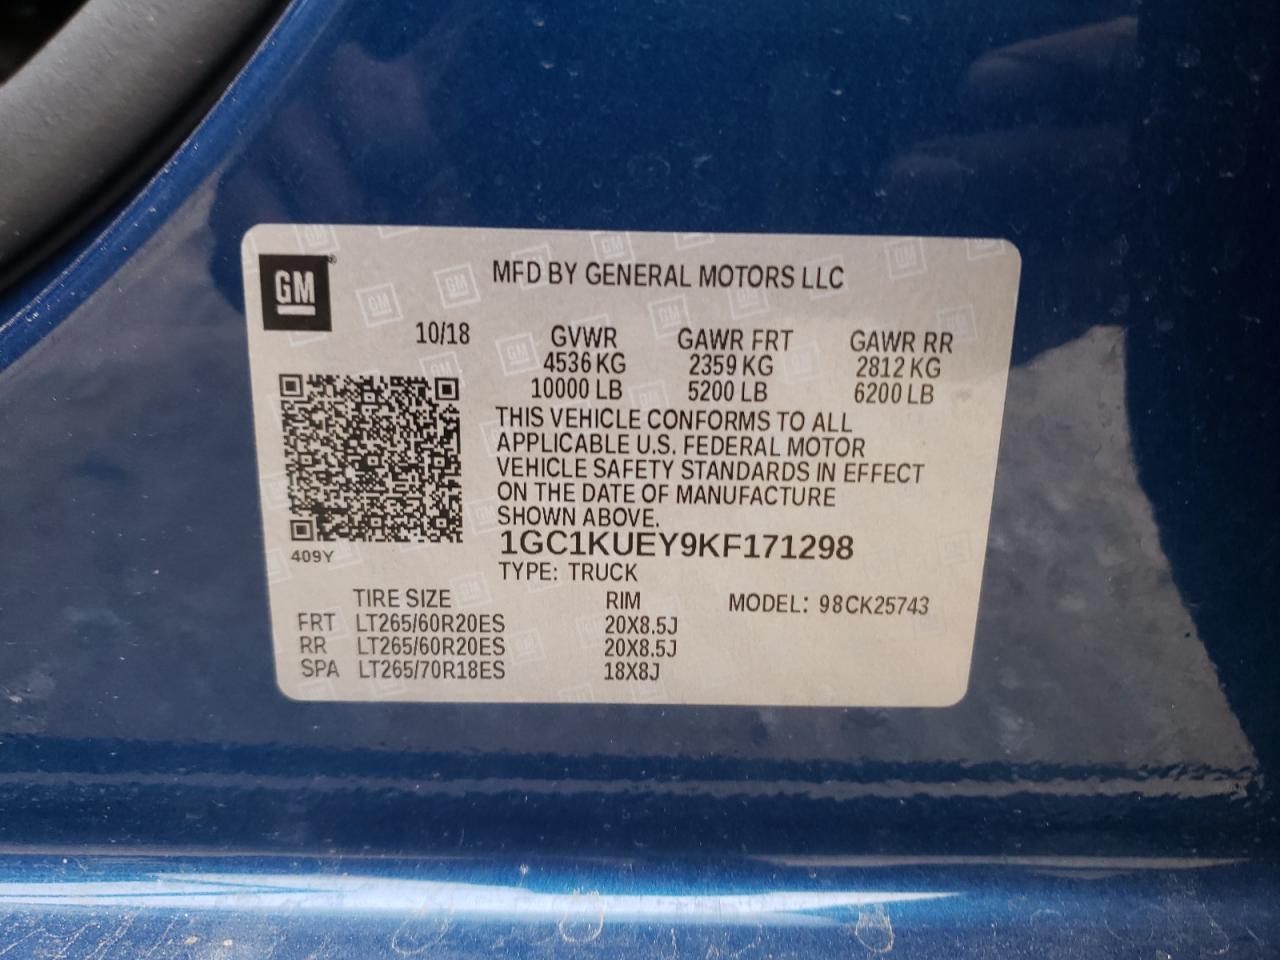 GM
MFD BY GENERAL MOTORS LLC
10/18 GVWR GAWR FRT GAWR RR
4536 KG 2359 KG 2812 KG
10000 LB 5200 LB 6200 LB
THIS VEHICLE CONFORMS TO ALL
APPLICABLE U.S. FEDERAL MOTOR
VEHICLE SAFETY STANDARDS IN EFFECT
ON THE DATE OF MANUFACTURE
SHOWN ABOVE.
409Y
1GC1KUEY9KF171298
TYPE: TRUCK
TIRE SIZE RIM MODEL: 98CK25743
FRT LT265/60R20ES 20X8.5J
RR LT265/60R20ES 20X8.5J
SPA LT265/70R18ES 18X8J